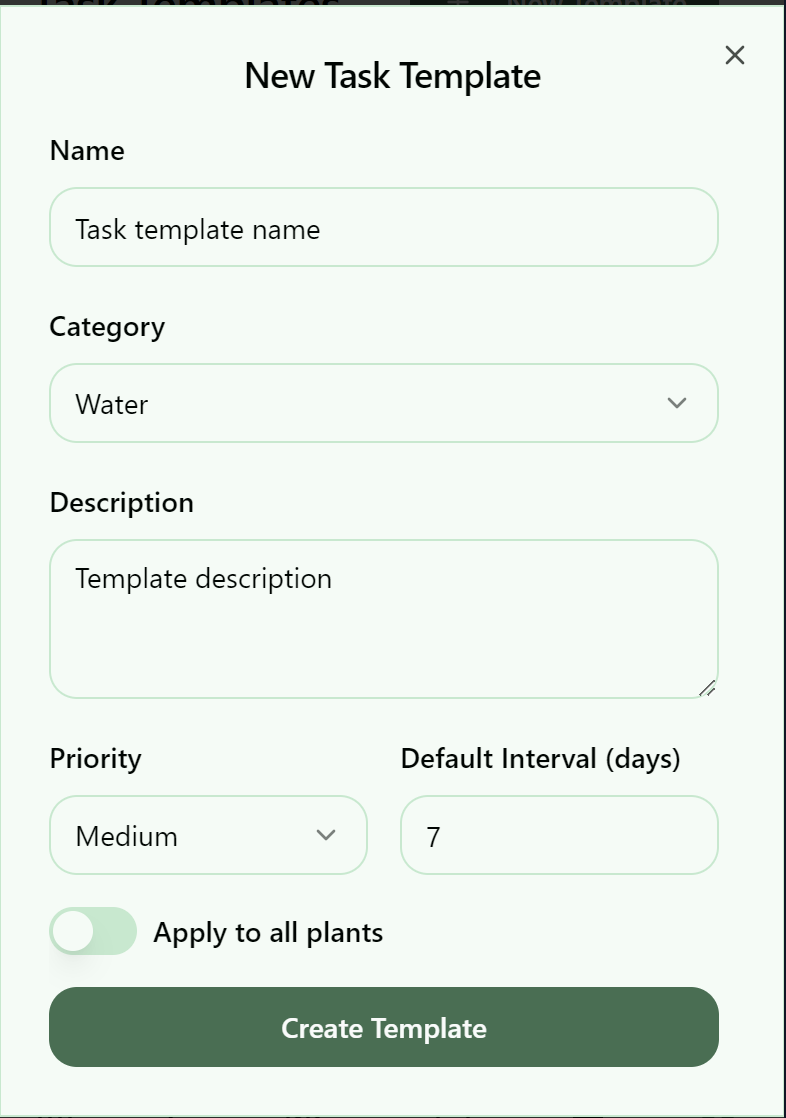 New Task Template
Name
Task template name
Category
Water
Description
Template description
Priority
Default Interval (days)
Medium
7
Apply to all plants
Create Template